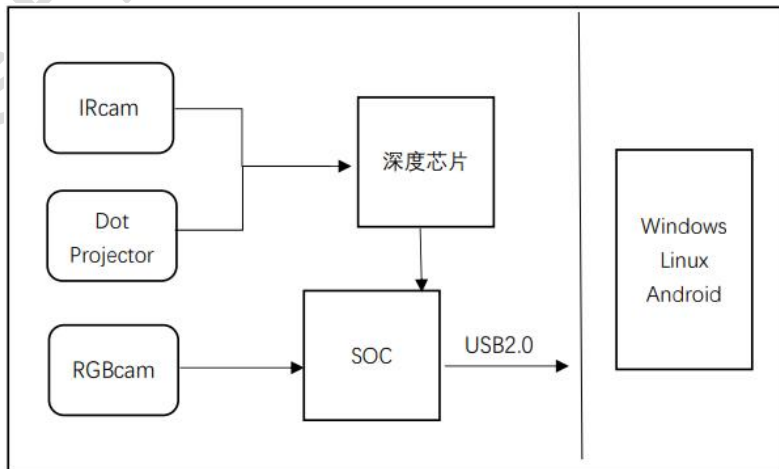 IRcam
深度芯片
Dot
Projector
Windows
Linux
Android
RGBcam
SOC
USB2.0